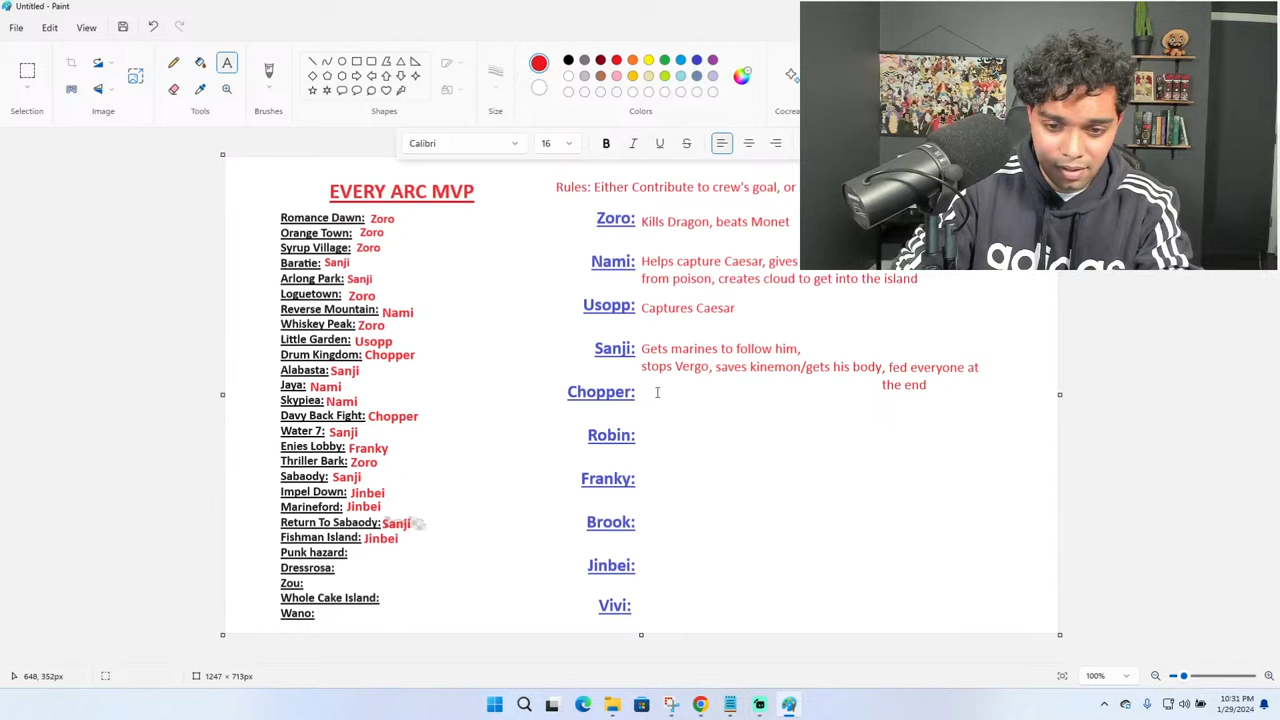 Untitled - Paint
File Edit View
Selection
Image
Tools
Brushes
Shapes
Colors
Calibri 16 B I U S
EVERY ARC MVP
Romance Dawn: Zoro
Orange Town: Zoro
Syrup Village: Zoro
Baratie: Sanji
Arlong Park: Sanji
Loguetown: Zoro
Reverse Mountain: Nami
Whiskey Peak: Zoro
Little Garden: Usopp
Drum Kingdom: Chopper
Alabasta: Sanji
Jaya: Nami
Skypiea: Nami
Davy Back Fight: Chopper
Water 7: Sanji
Enies Lobby: Franky
Thriller Bark: Zoro
Sabaody: Sanji
Impel Down: Jinbei
Marineford: Jinbei
Return To Sabaody: Sanji
Fishman Island: Jinbei
Punk hazard:
Dressrosa:
Zou:
Whole Cake Island:
Wano:
Rules: Either Contribute to crew's goal, or
Zoro: Kills Dragon, beats Monet
Nami: Helps capture Caesar, gives
from poison, creates cloud to get into the island
Usopp: Captures Caesar
Sanji: Gets marines to follow him,
stops Vergo, saves kinemon/gets his body, fed everyone at
the end
Chopper:
Robin:
Franky:
Brook:
Jinbei:
Vivi:
adidas
648, 352px
1247 × 713px
100%
10:31 PM
1/29/2024